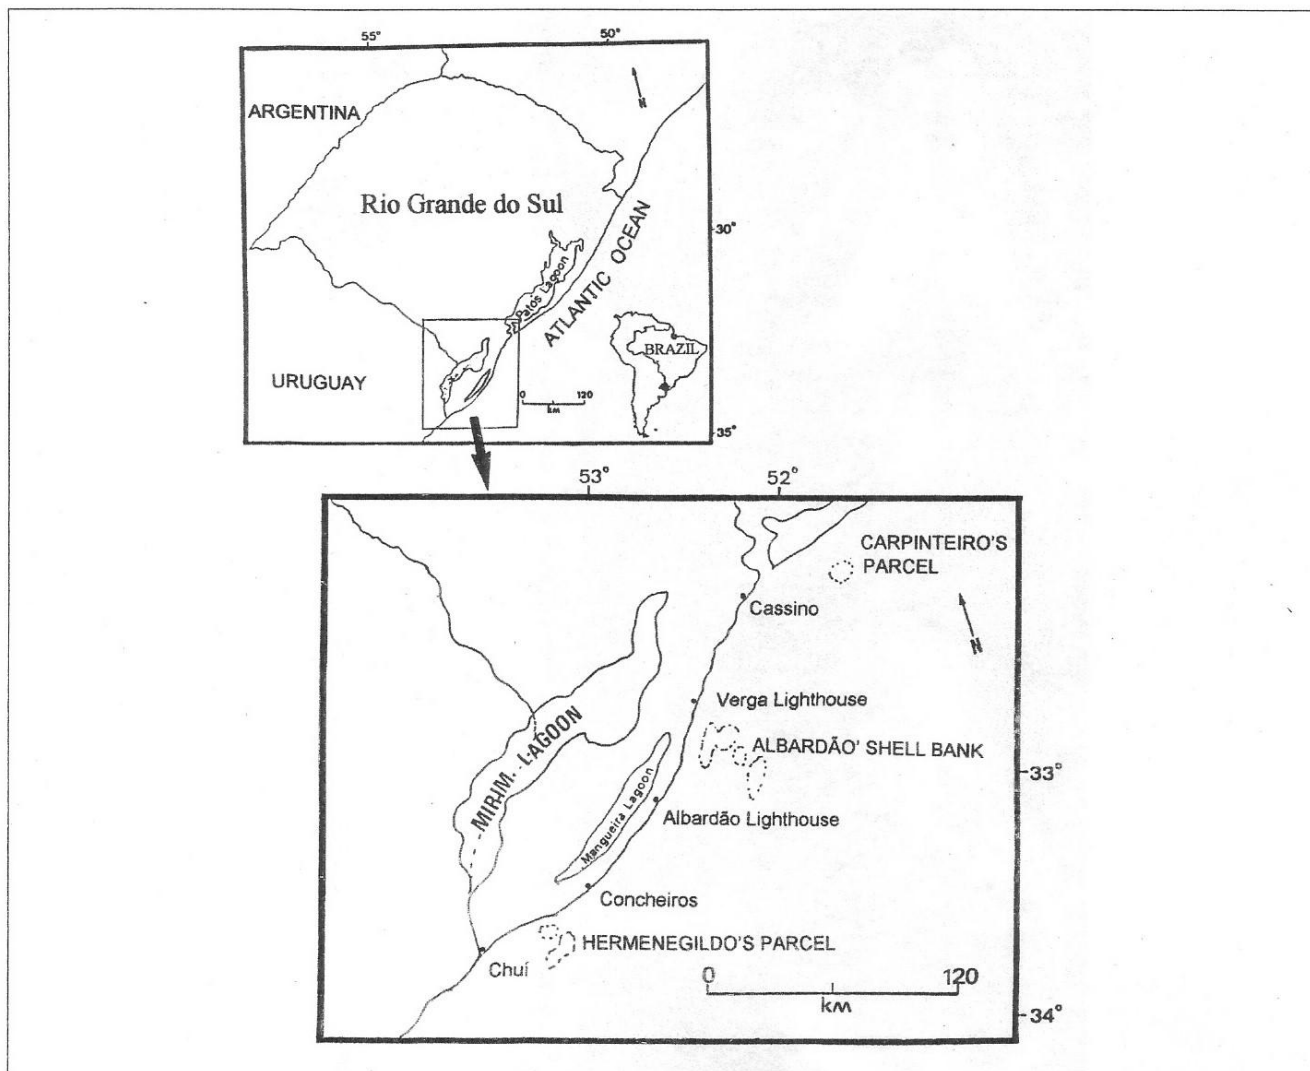 55°
50°
N
ARGENTINA
Rio Grande do Sul
30°
Patos Lagoon
ATLANTIC OCEAN
BRAZIL
URUGUAY
0 120
km
35°
53°
52°
CARPINTEIRO'S
PARCEL
Cassino
N
Verga Lighthouse
MIRIM LAGOON
ALBARDÃO' SHELL BANK
33°
Mangueira Lagoon
Albardão Lighthouse
Concheiros
HERMENEGILDO'S PARCEL
Chuí
0 120
km
34°